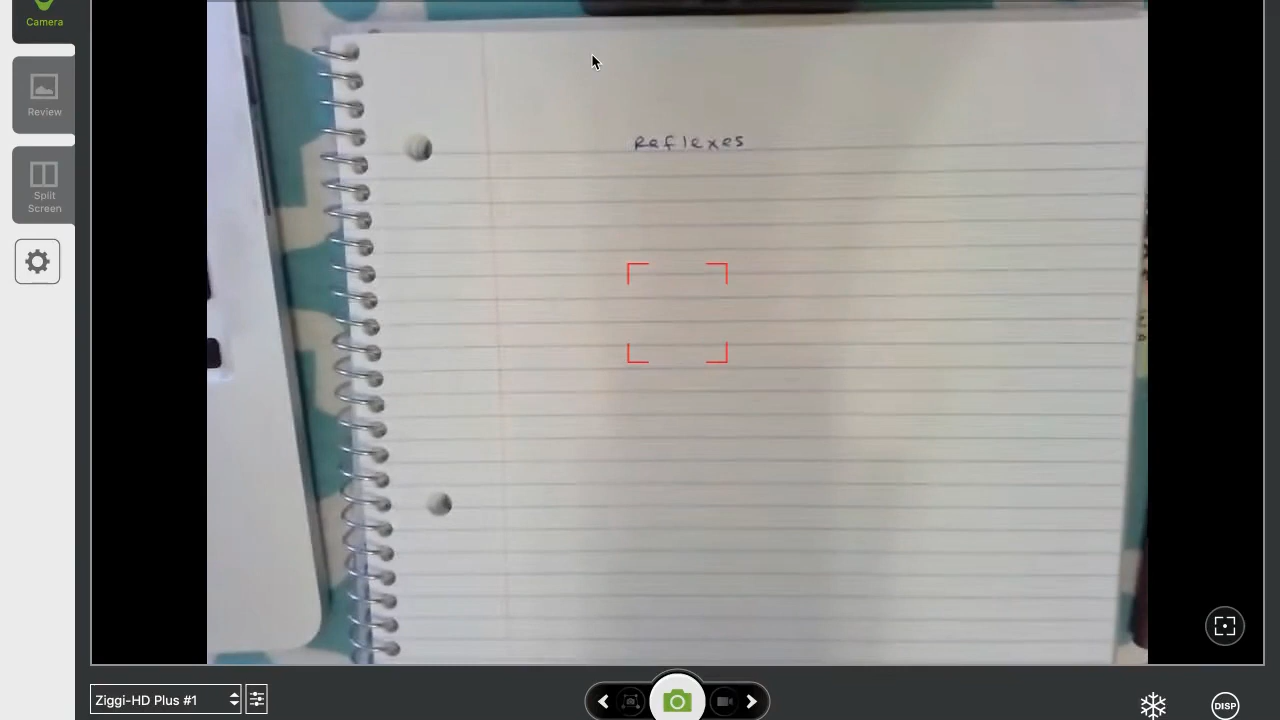 Camera
Review
Split
Screen
Reflexes
Ziggi-HD Plus #1
DISP